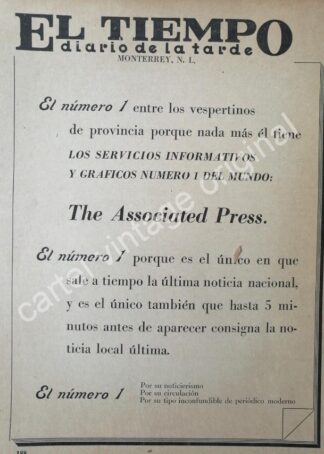 EL TIEMPO
diario de la tarde
MONTERREY, N. L.
El número 1 entre los vespertinos
de provincia porque nada más él tiene
LOS SERVICIOS INFORMATIVOS
Y GRAFICOS NUMERO 1 DEL MUNDO:
The Associated Press.
El número 1 porque es el único en que
sale a tiempo la última noticia nacional,
y es el único también que hasta 5 mi-
nutos antes de aparecer consigna la no-
ticia local última.
El número 1
Por su noticierismo
Por su circulación
Por su tipo inconfundible de periódico moderno
cartel vintage original